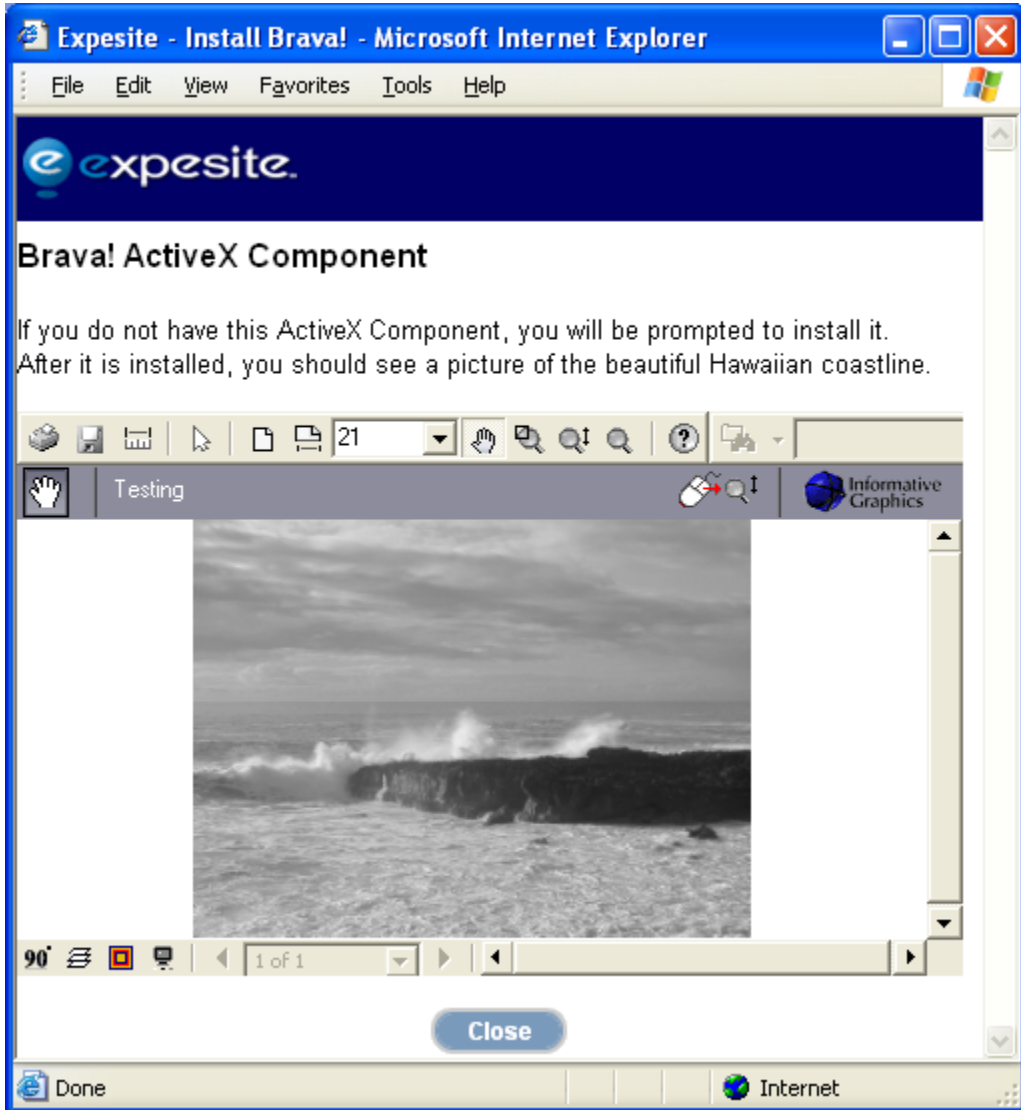 Expesite - Install Brava! - Microsoft Internet Explorer
File Edit View Favorites Tools Help
expesite.
Brava! ActiveX Component
If you do not have this ActiveX Component, you will be prompted to install it.
After it is installed, you should see a picture of the beautiful Hawaiian coastline.
21
Testing
Informative
Graphics
90°
1 of 1
Close
Done
Internet